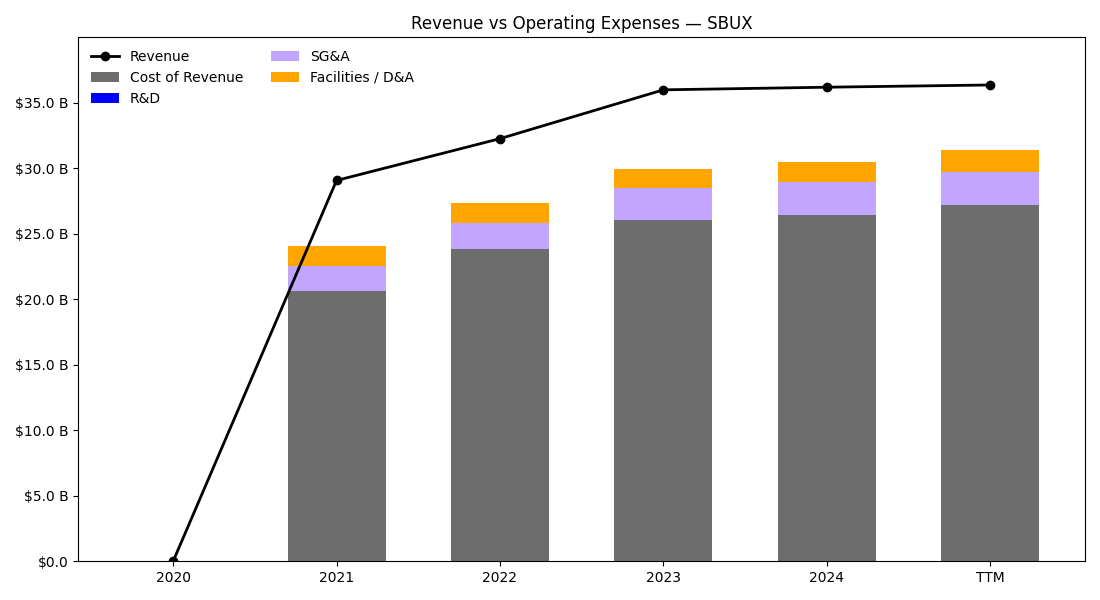 Revenue vs Operating Expenses — SBUX
Revenue
Cost of Revenue
R&D
SG&A
Facilities / D&A
$35.0 B
$30.0 B
$25.0 B
$20.0 B
$15.0 B
$10.0 B
$5.0 B
$0.0
2020 2021 2022 2023 2024 TTM